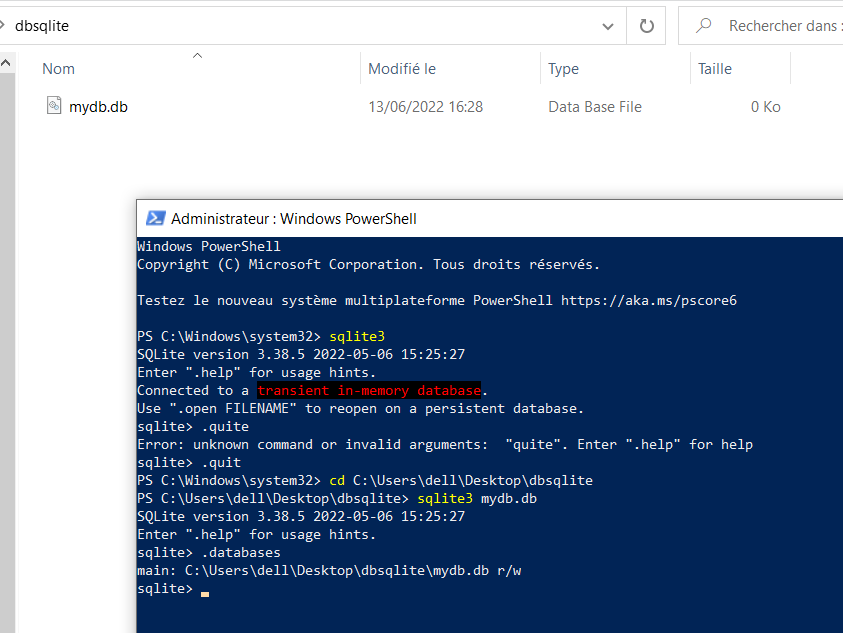 dbsqlite
Rechercher dans :
Nom Modifié le Type Taille
mydb.db 13/06/2022 16:28 Data Base File 0 Ko
Administrateur : Windows PowerShell
Windows PowerShell
Copyright (C) Microsoft Corporation. Tous droits réservés.
Testez le nouveau système multiplateforme PowerShell https://aka.ms/pscore6
PS C:\Windows\system32> sqlite3
SQLite version 3.38.5 2022-05-06 15:25:27
Enter ".help" for usage hints.
Connected to a transient in-memory database.
Use ".open FILENAME" to reopen on a persistent database.
sqlite> .quite
Error: unknown command or invalid arguments:  "quite". Enter ".help" for help
sqlite> .quit
PS C:\Windows\system32> cd C:\Users\dell\Desktop\dbsqlite
PS C:\Users\dell\Desktop\dbsqlite> sqlite3 mydb.db
SQLite version 3.38.5 2022-05-06 15:25:27
Enter ".help" for usage hints.
sqlite> .databases
main: C:\Users\dell\Desktop\dbsqlite\mydb.db r/w
sqlite>